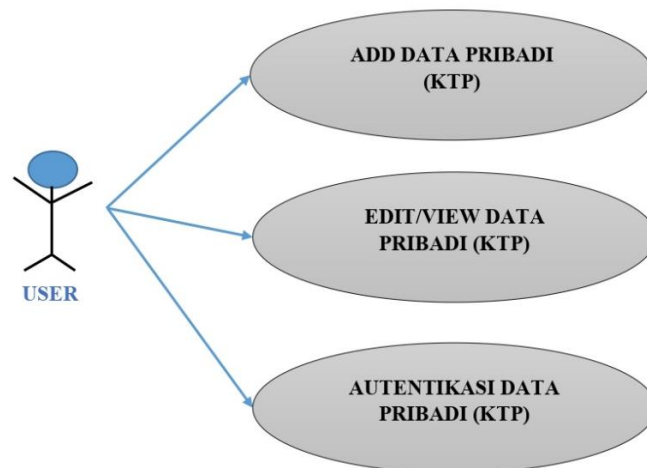 ADD DATA PRIBADI
(KTP)
EDIT/VIEW DATA
PRIBADI (KTP)
USER
AUTENTIKASI DATA
PRIBADI (KTP)